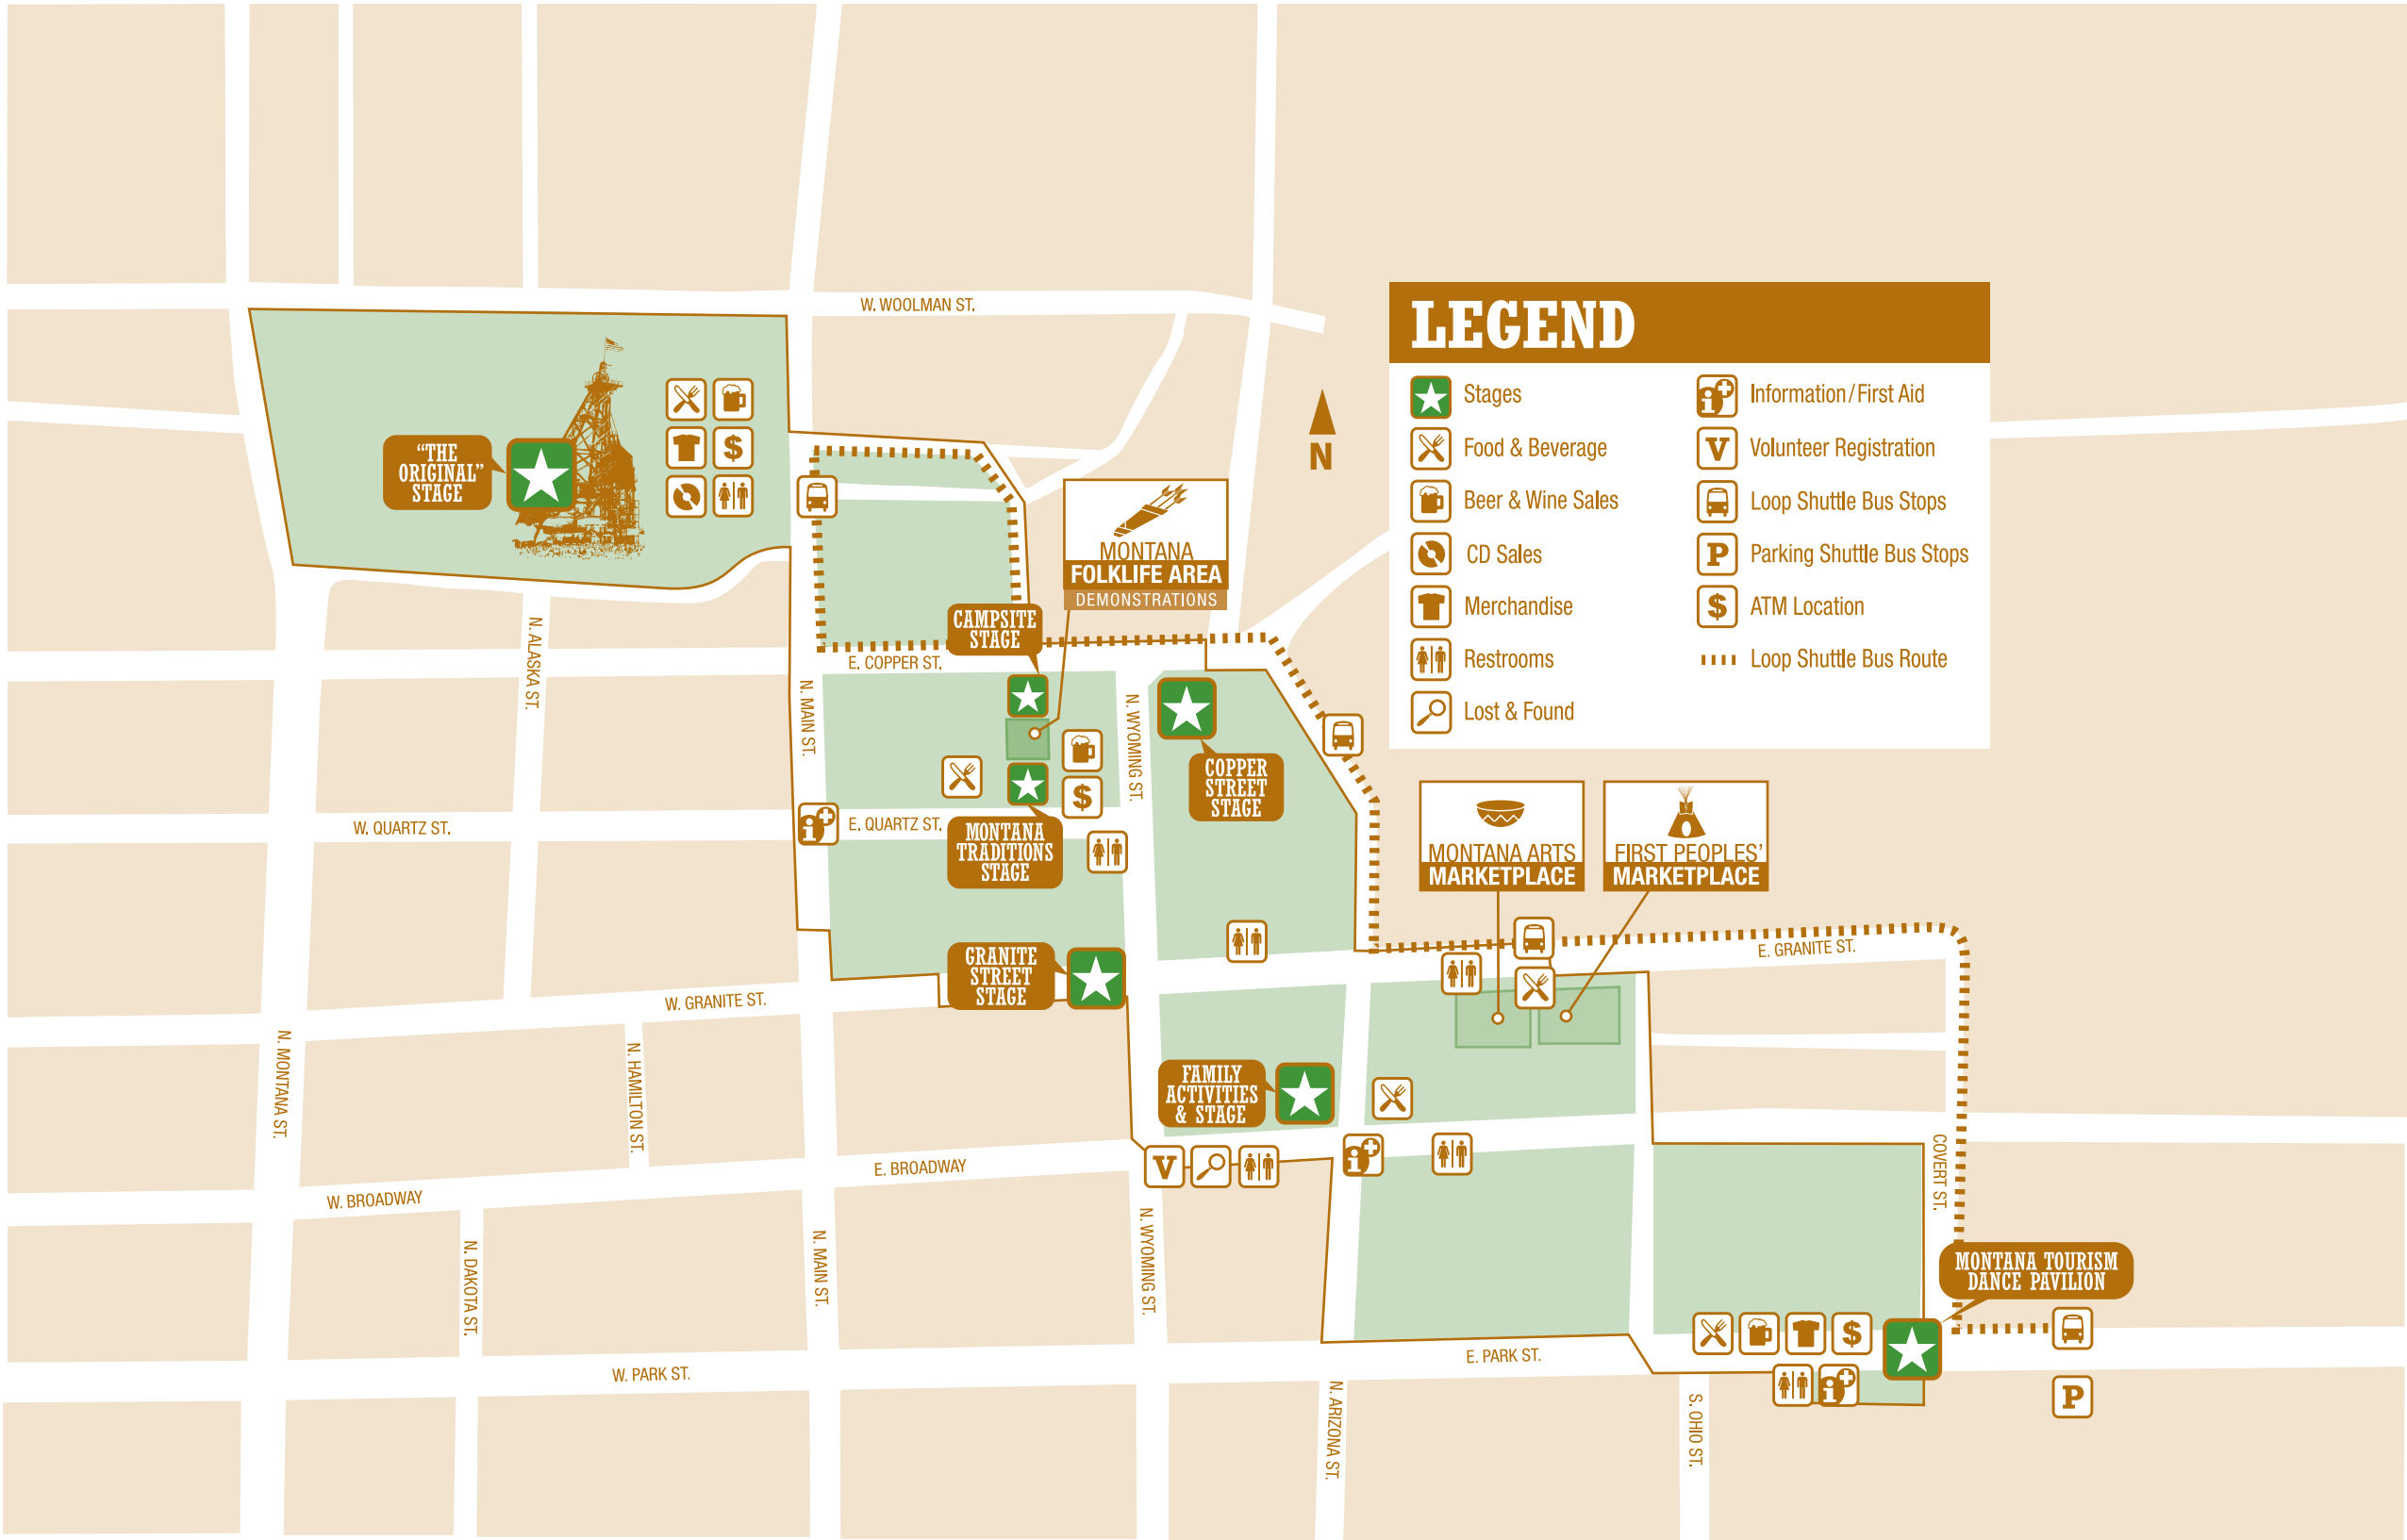 W. WOOLMAN ST.
LEGEND
Stages
Food & Beverage
Beer & Wine Sales
CD Sales
Merchandise
Restrooms
Lost & Found
Information/First Aid
V
Volunteer Registration
Loop Shuttle Bus Stops
P
Parking Shuttle Bus Stops
$
ATM Location
Loop Shuttle Bus Route
N
"THE
ORIGINAL"
STAGE
$
MONTANA
FOLKLIFE AREA
DEMONSTRATIONS
CAMPSITE
STAGE
N. ALASKA ST.
E. COPPER ST.
N. MAIN ST.
N. WYOMING ST.
COPPER
STREET
STAGE
$
W. QUARTZ ST.
i
E. QUARTZ ST.
MONTANA
TRADITIONS
STAGE
MONTANA ARTS
MARKETPLACE
FIRST PEOPLES'
MARKETPLACE
GRANITE
STREET
STAGE
E. GRANITE ST.
W. GRANITE ST.
N. MONTANA ST.
N. HAMILTON ST.
FAMILY
ACTIVITIES
& STAGE
V
i
E. BROADWAY
W. BROADWAY
COVERT ST.
N. DAKOTA ST.
N. MAIN ST.
N. WYOMING ST.
MONTANA TOURISM
DANCE PAVILION
$
E. PARK ST.
W. PARK ST.
i
P
N. ARIZONA ST.
S. OHIO ST.